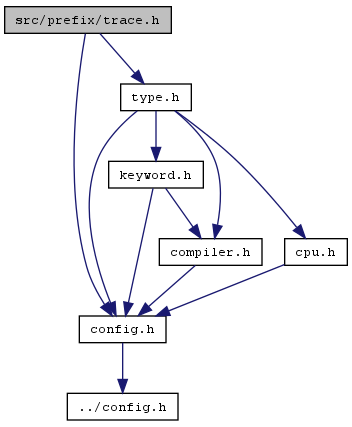 src/prefix/trace.h
type.h
keyword.h
compiler.h
cpu.h
config.h
../config.h